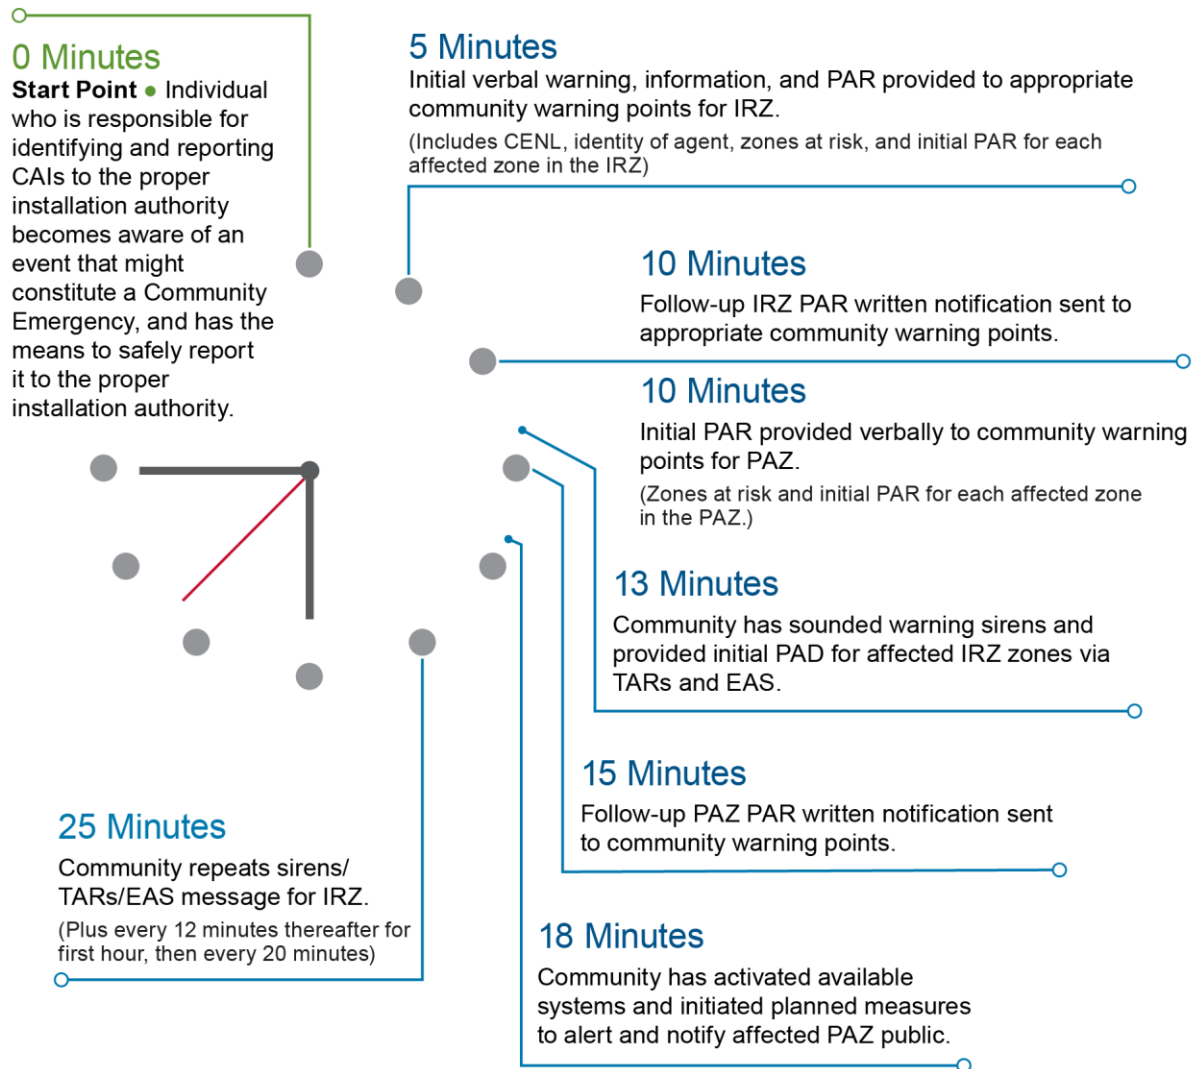 0 Minutes
Start Point ● Individual
who is responsible for
identifying and reporting
CAIs to the proper
installation authority
becomes aware of an
event that might
constitute a Community
Emergency, and has the
means to safely report
it to the proper
installation authority.
5 Minutes
Initial verbal warning, information, and PAR provided to appropriate
community warning points for IRZ.
(Includes CENL, identity of agent, zones at risk, and initial PAR for each
affected zone in the IRZ)
10 Minutes
Follow-up IRZ PAR written notification sent to
appropriate community warning points.
10 Minutes
Initial PAR provided verbally to community warning
points for PAZ.
(Zones at risk and initial PAR for each affected zone
in the PAZ.)
13 Minutes
Community has sounded warning sirens and
provided initial PAD for affected IRZ zones via
TARs and EAS.
15 Minutes
Follow-up PAZ PAR written notification sent
to community warning points.
18 Minutes
Community has activated available
systems and initiated planned measures
to alert and notify affected PAZ public.
25 Minutes
Community repeats sirens/
TARs/EAS message for IRZ.
(Plus every 12 minutes thereafter for
first hour, then every 20 minutes)